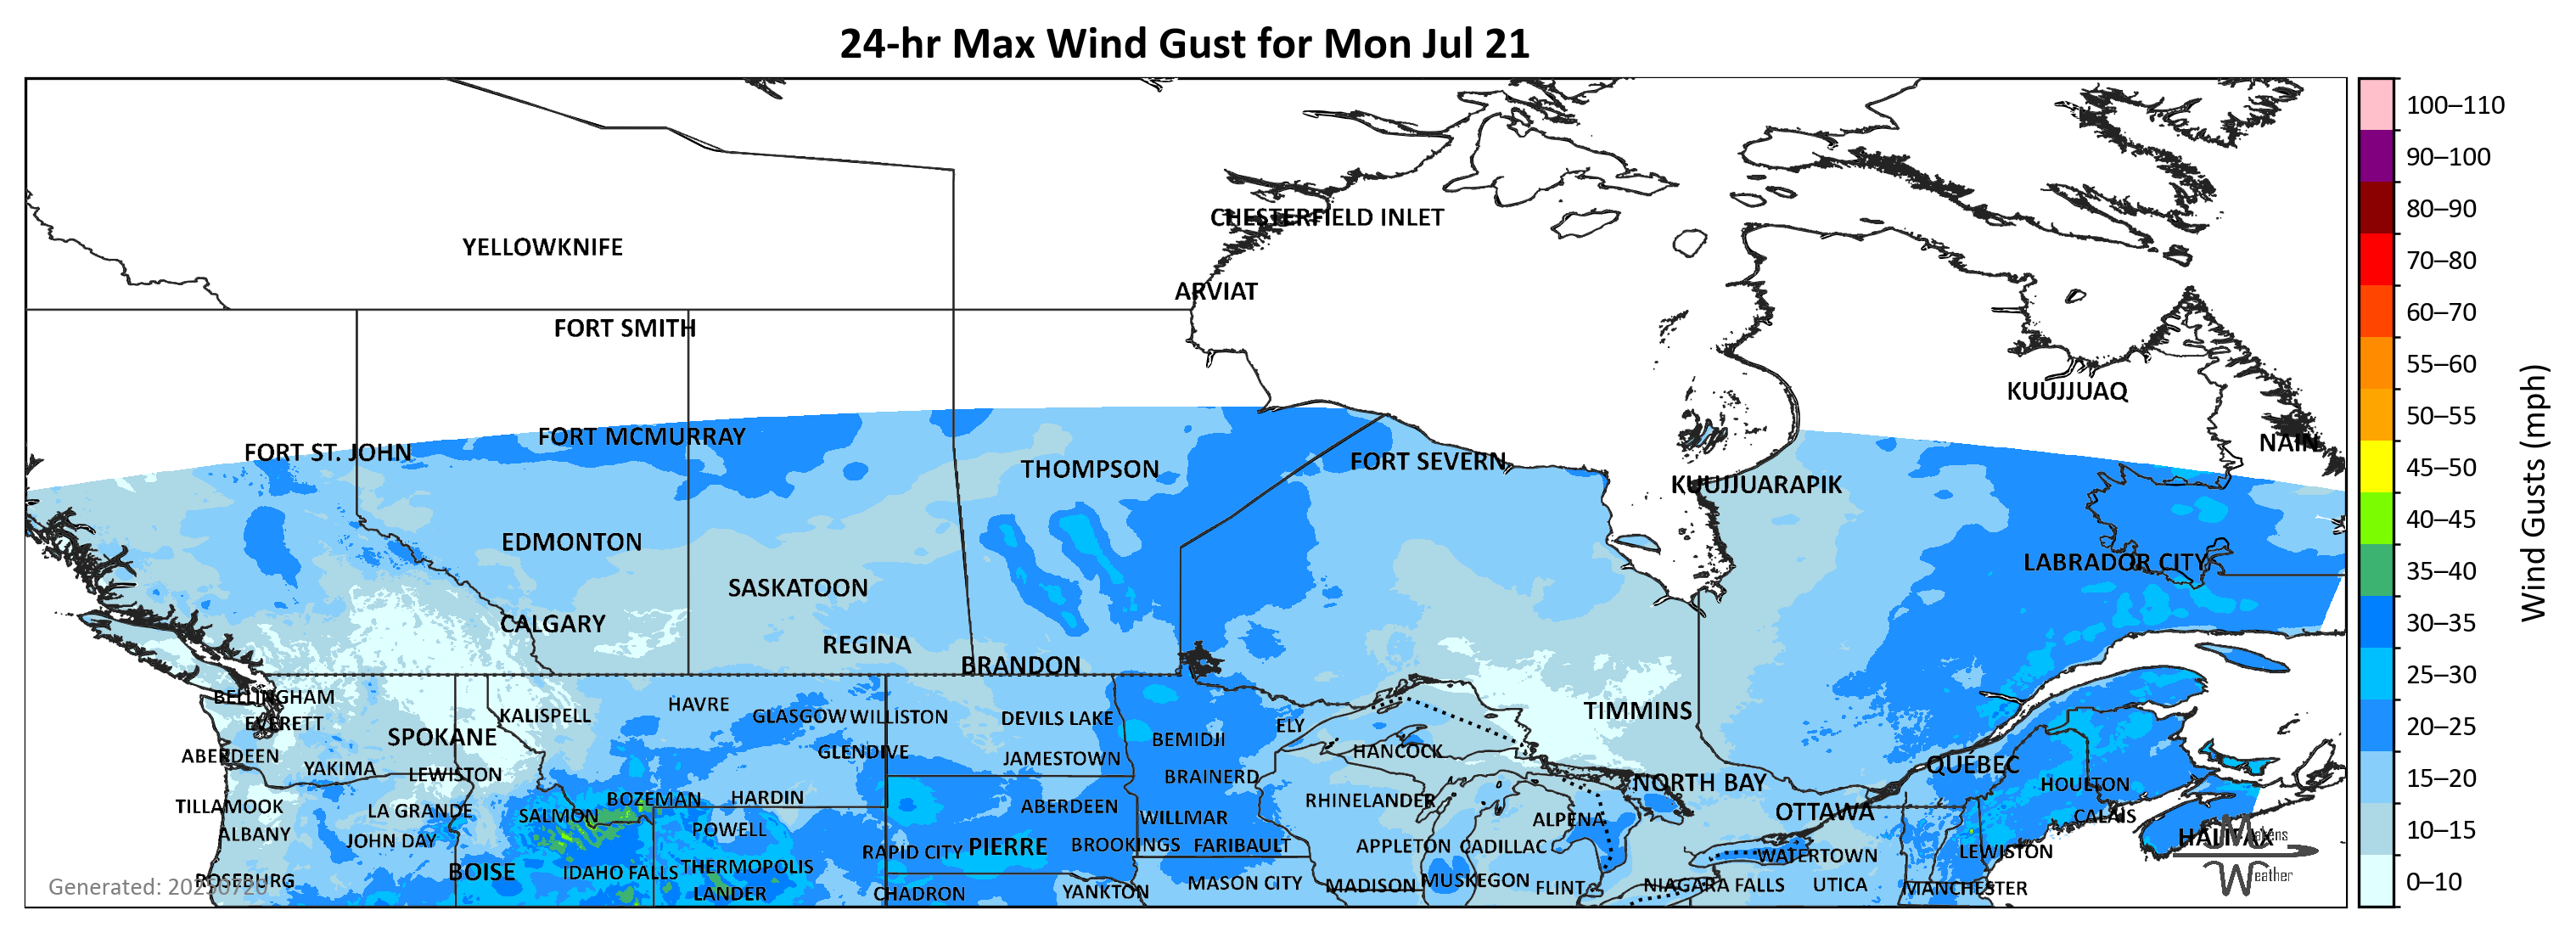 24-hr Max Wind Gust for Mon Jul 21
CHESTERFIELD INLET
YELLOWKNIFE
ARVIAT
FORT SMITH
KUUJJUAQ
FORT MCMURRAY
NAIN
FORT ST. JOHN
THOMPSON
FORT SEVERN
KUUJJUARAPIK
EDMONTON
LABRADOR CITY
SASKATOON
CALGARY
REGINA
BRANDON
BELLINGHAM
HAVRE
KALISPELL
GLASGOW
WILLISTON
DEVILS LAKE
TIMMINS
EVERETT
ELY
SPOKANE
BEMIDJI
GLENDIVE
HANCOCK
ABERDEEN
JAMESTOWN
QUÉBEC
YAKIMA
LEWISTON
BRAINERD
NORTH BAY
HOULTON
BOZEMAN
HARDIN
RHINELANDER
TILLAMOOK
LA GRANDE
SALMON
ABERDEEN
WILLMAR
ALPENA
OTTAWA
CALAIS
ALBANY
JOHN DAY
POWELL
HALIFAX
RAPID CITY
PIERRE
BROOKINGS
FARIBAULT
APPLETON
CADILLAC
WATERTOWN
LEWISTON
BOISE
IDAHO FALLS
THERMOPOLIS
ROSEBURG
MASON CITY
MADISON
MUSKEGON
FLINT
NIAGARA FALLS
UTICA
MANCHESTER
LANDER
CHADRON
YANKTON
Makens
Weather
Generated: 20250720
100–110
90–100
80–90
70–80
60–70
55–60
50–55
45–50
40–45
35–40
30–35
25–30
20–25
15–20
10–15
0–10
Wind Gusts (mph)